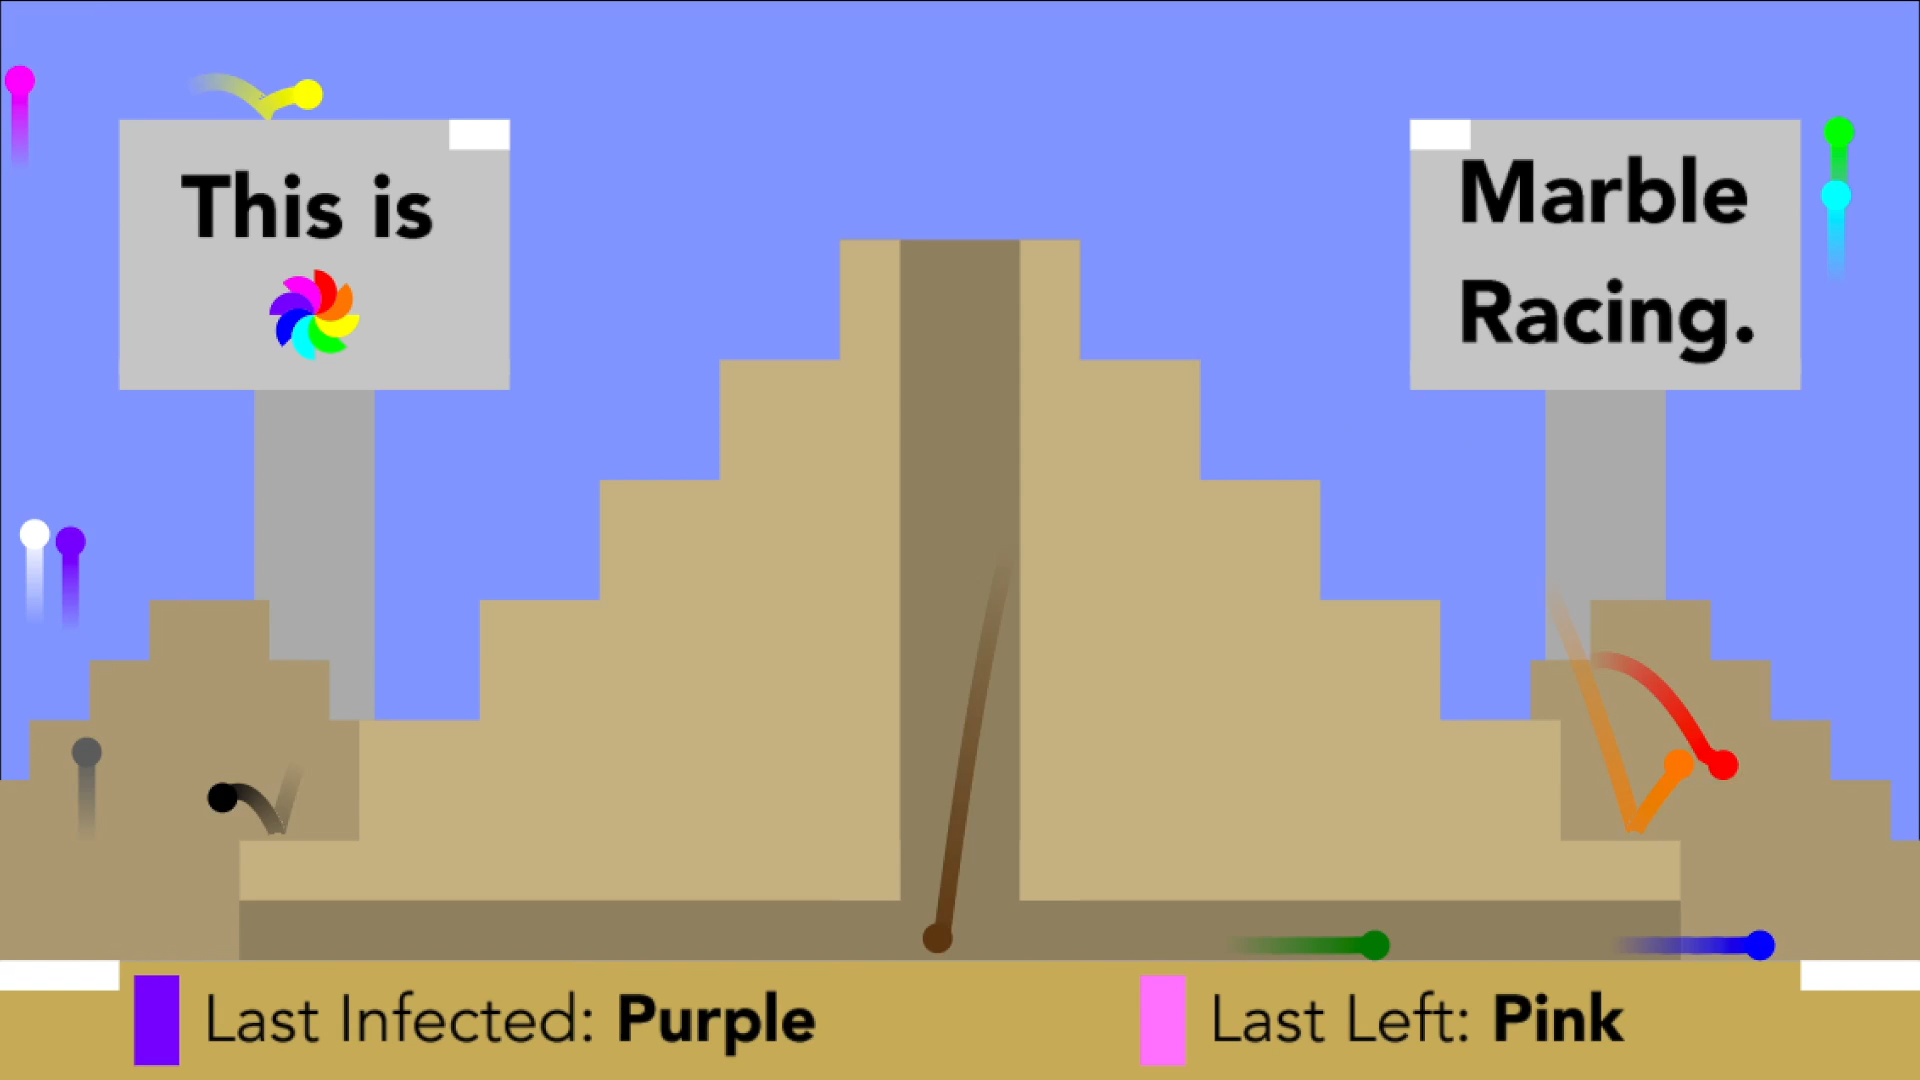 This is
Marble
Racing.
Last Infected: Purple
Last Left: Pink